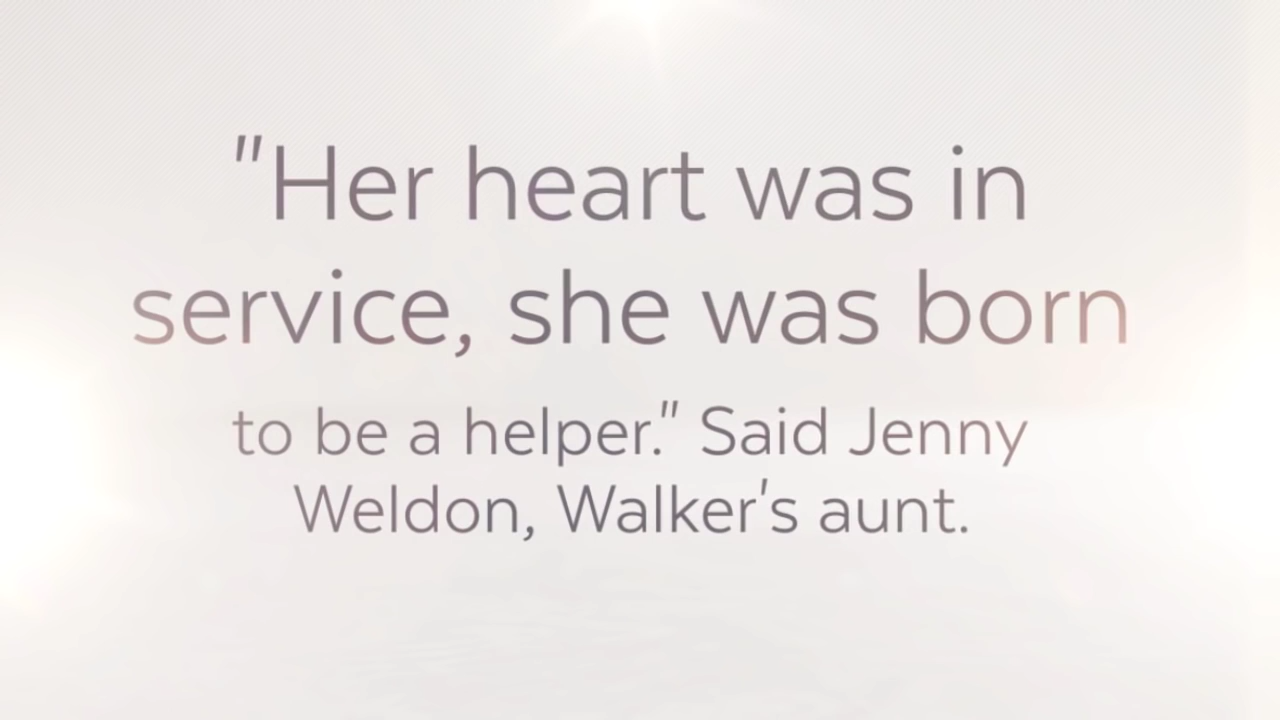 "Her heart was in
service, she was born
to be a helper." Said Jenny
Weldon, Walker's aunt.